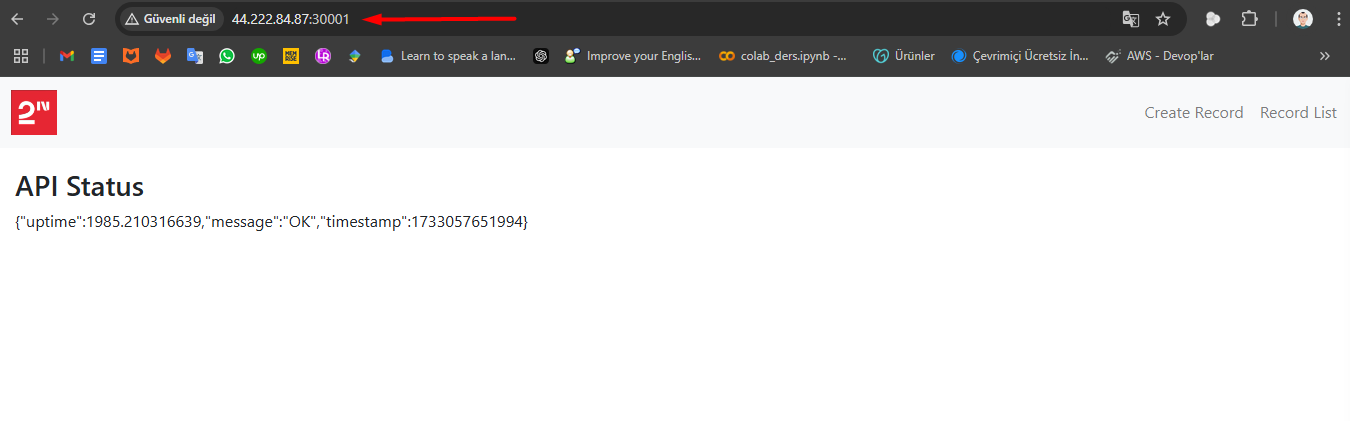 Güvenli değil 44.222.84.87:30001
Learn to speak a lan... Improve your Englis... colab_ders.ipynb -... Ürünler Çevrimiçi Ücretsiz İn... AWS - Devop'lar
Create Record Record List
API Status
{"uptime":1985.210316639,"message":"OK","timestamp":1733057651994}